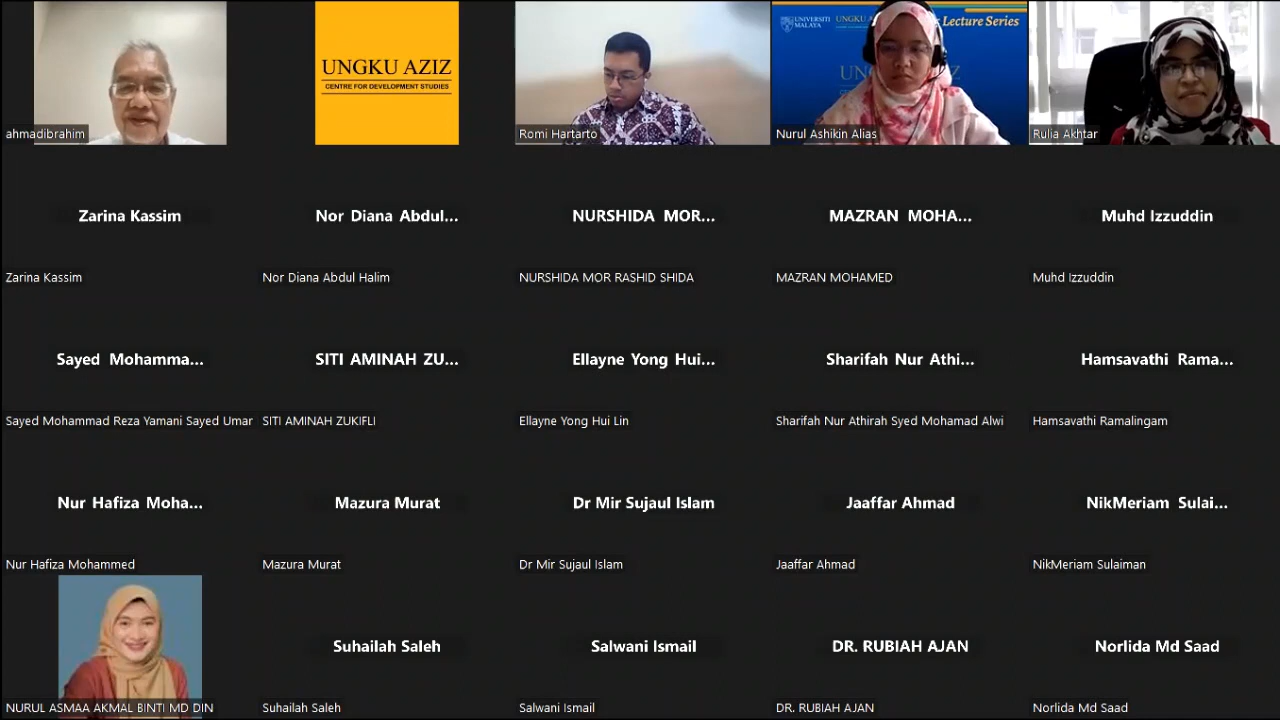 UNGKU AZIZ
CENTRE FOR DEVELOPMENT STUDIES
UNIVERSITI
MALAYA
UNGKU
Lecture Series
ahmadibrahim
Romi Hartarto
Nurul Ashikin Alias
Rulia Akhtar
Zarina Kassim
Nor Diana Abdul...
NURSHIDA MOR...
MAZRAN MOHA...
Muhd Izzuddin
Zarina Kassim
Nor Diana Abdul Halim
NURSHIDA MOR RASHID SHIDA
MAZRAN MOHAMED
Muhd Izzuddin
Sayed Mohamma...
SITI AMINAH ZU...
Ellayne Yong Hui...
Sharifah Nur Athi...
Hamsavathi Rama...
Sayed Mohammad Reza Yamani Sayed Umar
SITI AMINAH ZUKIFLI
Ellayne Yong Hui Lin
Sharifah Nur Athirah Syed Mohamad Alwi
Hamsavathi Ramalingam
Nur Hafiza Moha...
Mazura Murat
Dr Mir Sujaul Islam
Jaaffar Ahmad
NikMeriam Sulai...
Nur Hafiza Mohammed
Mazura Murat
Dr Mir Sujaul Islam
Jaaffar Ahmad
NikMeriam Sulaiman
Suhailah Saleh
Salwani Ismail
DR. RUBIAH AJAN
Norlida Md Saad
NURUL ASMAA AKMAL BINTI MD DIN
Suhailah Saleh
Salwani Ismail
DR. RUBIAH AJAN
Norlida Md Saad